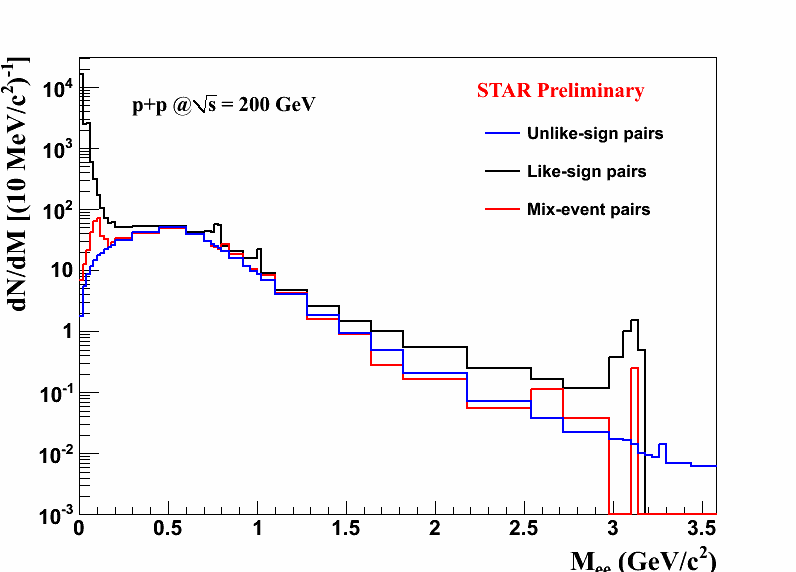 dN/dM [(10 MeV/c²)⁻¹]
p+p @√s = 200 GeV
STAR Preliminary
Unlike-sign pairs
Like-sign pairs
Mix-event pairs
10⁴
10³
10²
10
1
10⁻¹
10⁻²
10⁻³
0 0.5 1 1.5 2 2.5 3 3.5
Mₑₑ (GeV/c²)